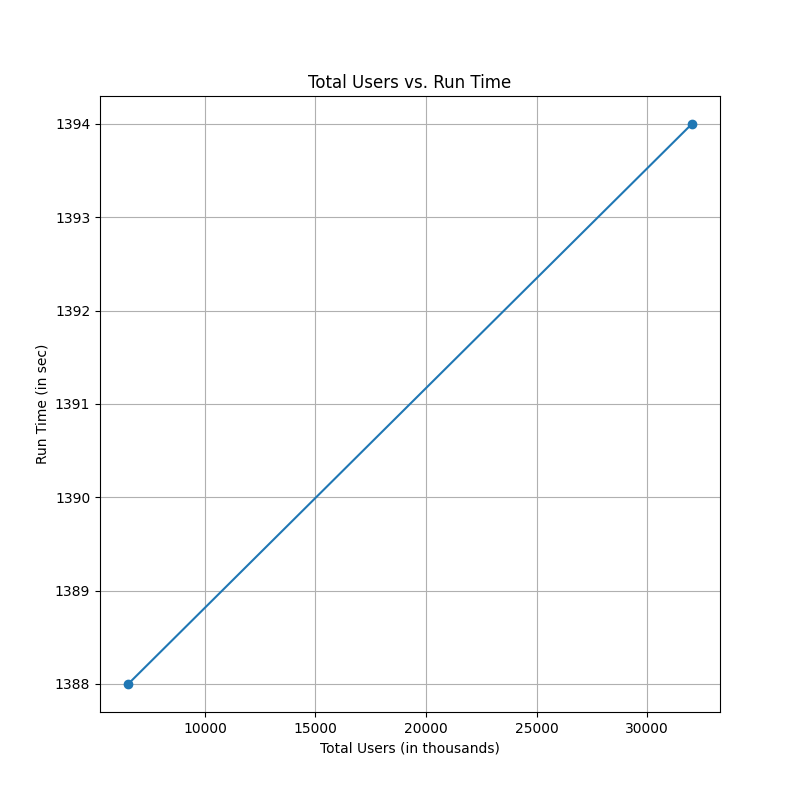 Total Users vs. Run Time
1394
1393
1392
1391
1390
1389
1388
Run Time (in sec)
10000 15000 20000 25000 30000
Total Users (in thousands)